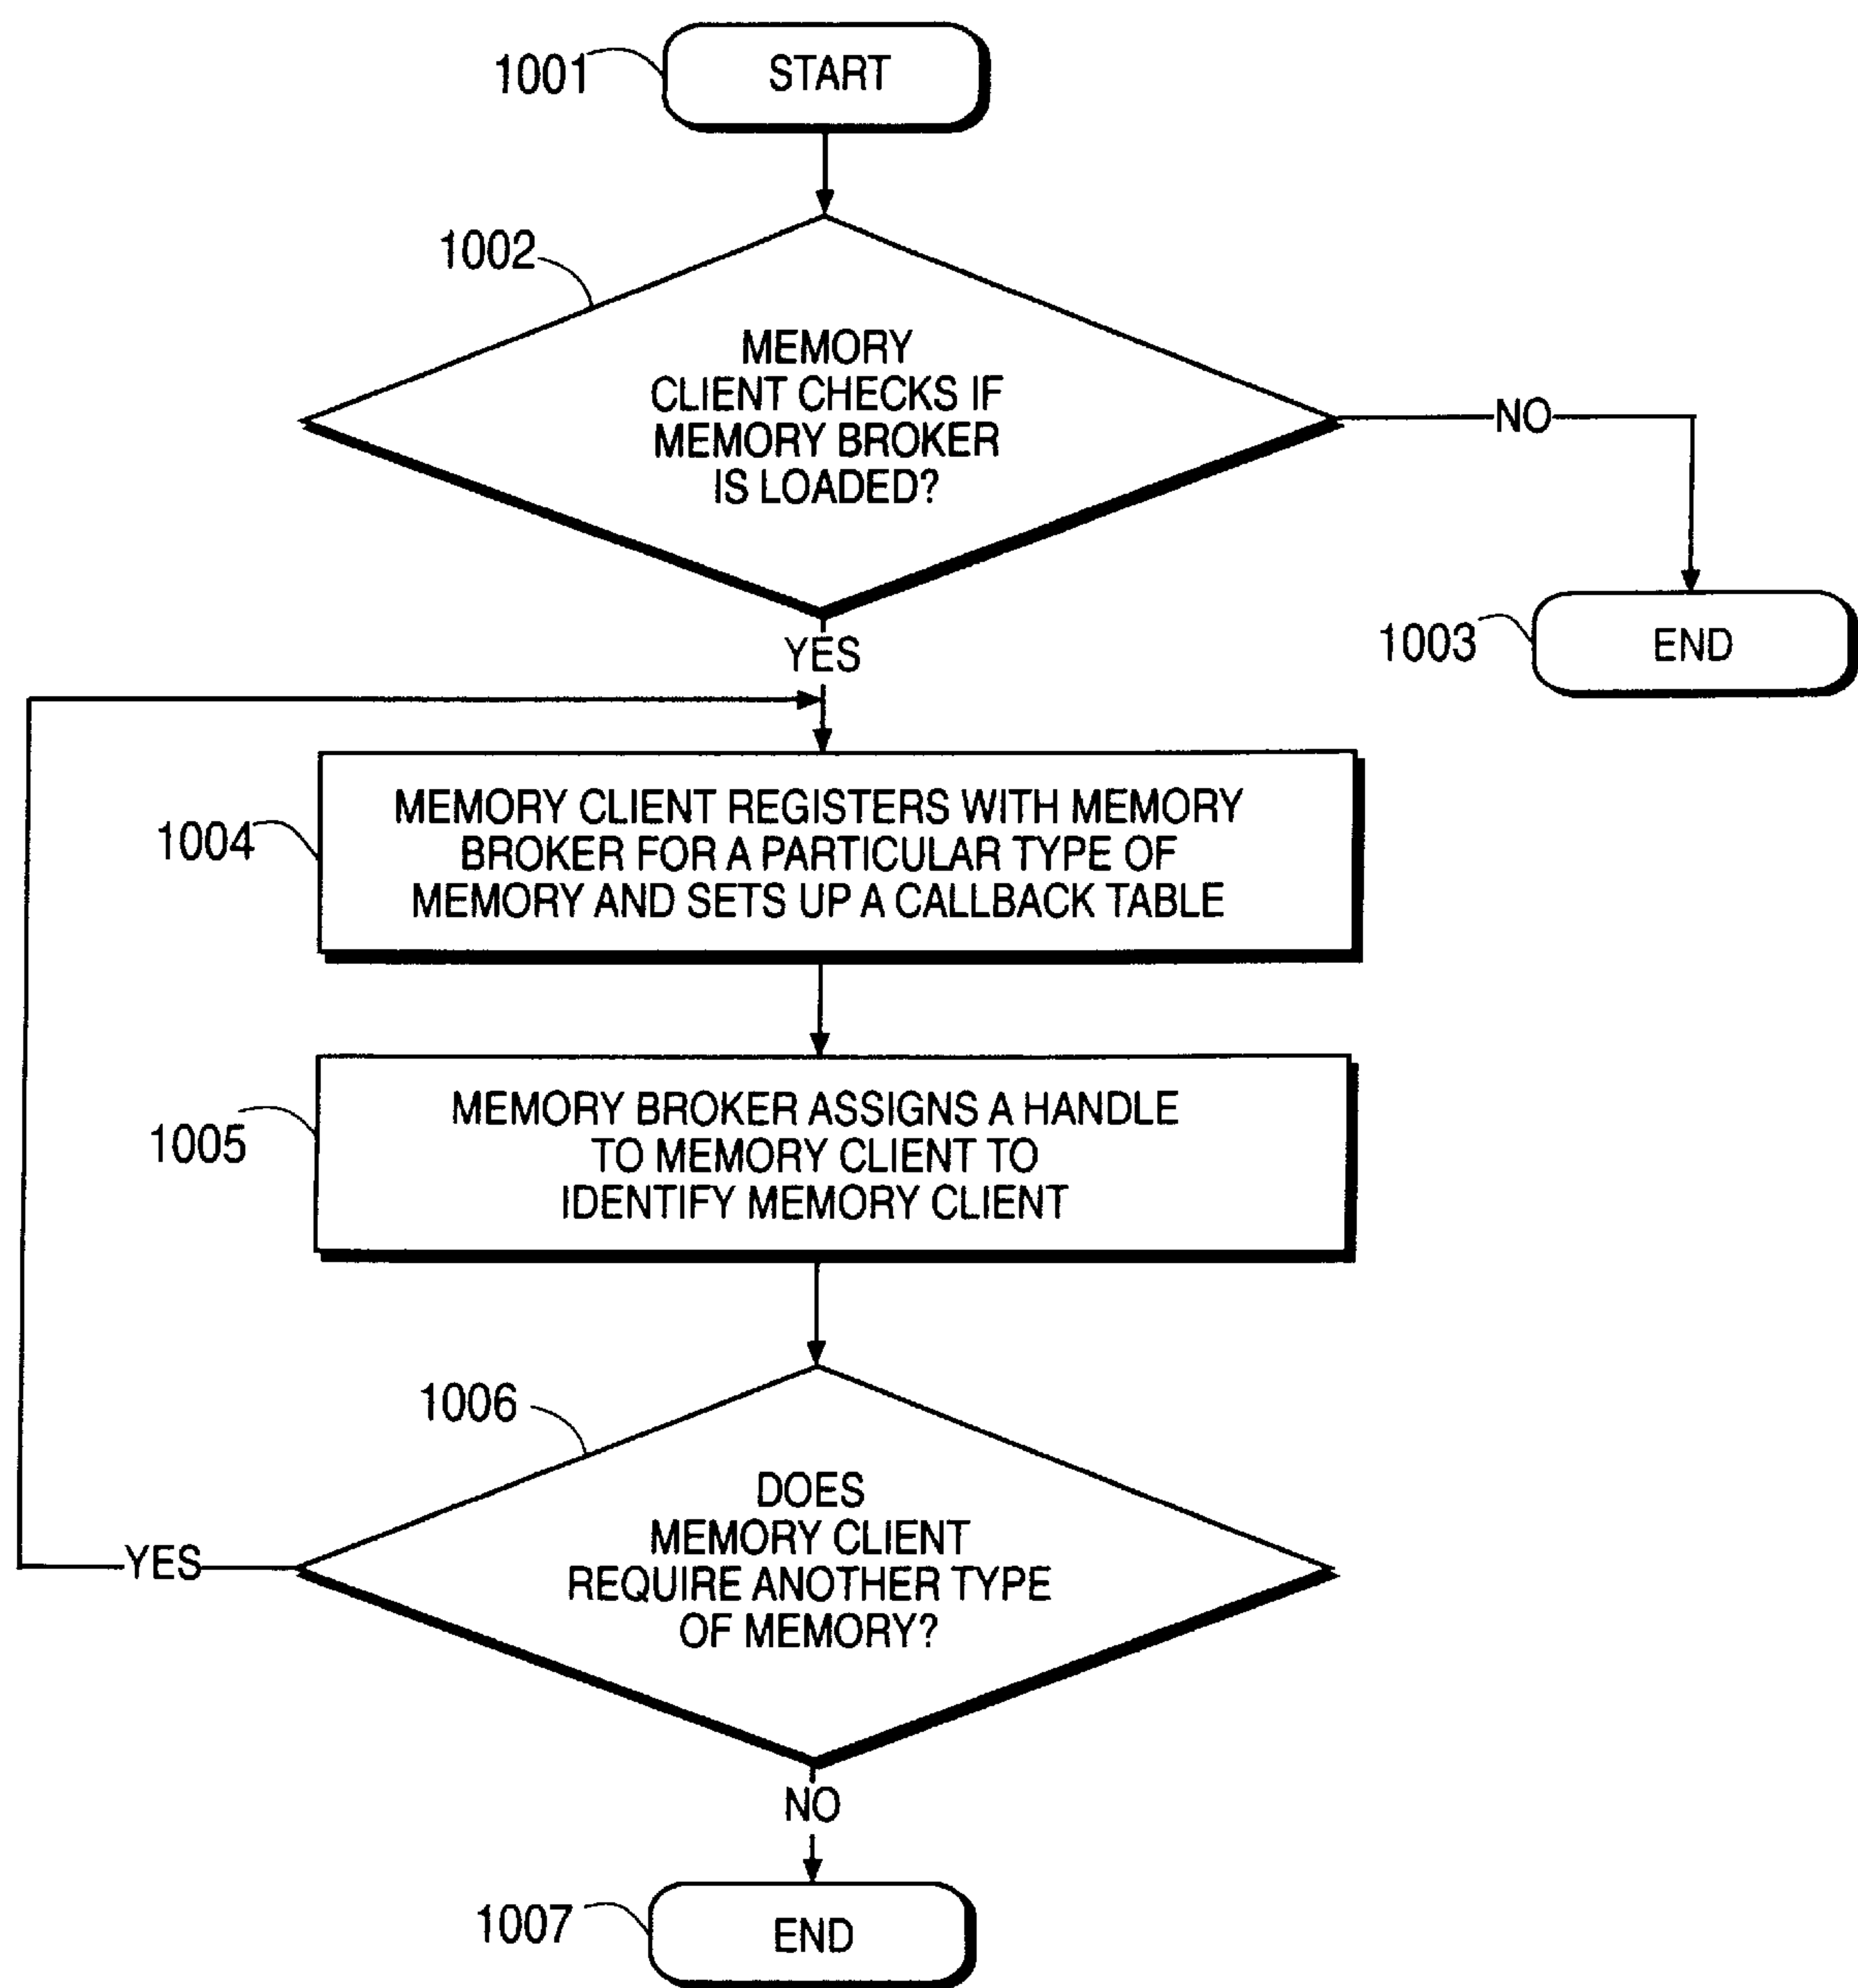 1001
START
1002
MEMORY
CLIENT CHECKS IF
MEMORY BROKER
IS LOADED?
NO
1003
END
YES
1004
MEMORY CLIENT REGISTERS WITH MEMORY
BROKER FOR A PARTICULAR TYPE OF
MEMORY AND SETS UP A CALLBACK TABLE
1005
MEMORY BROKER ASSIGNS A HANDLE
TO MEMORY CLIENT TO
IDENTIFY MEMORY CLIENT
1006
DOES
MEMORY CLIENT
REQUIRE ANOTHER TYPE
OF MEMORY?
YES
NO
1007
END